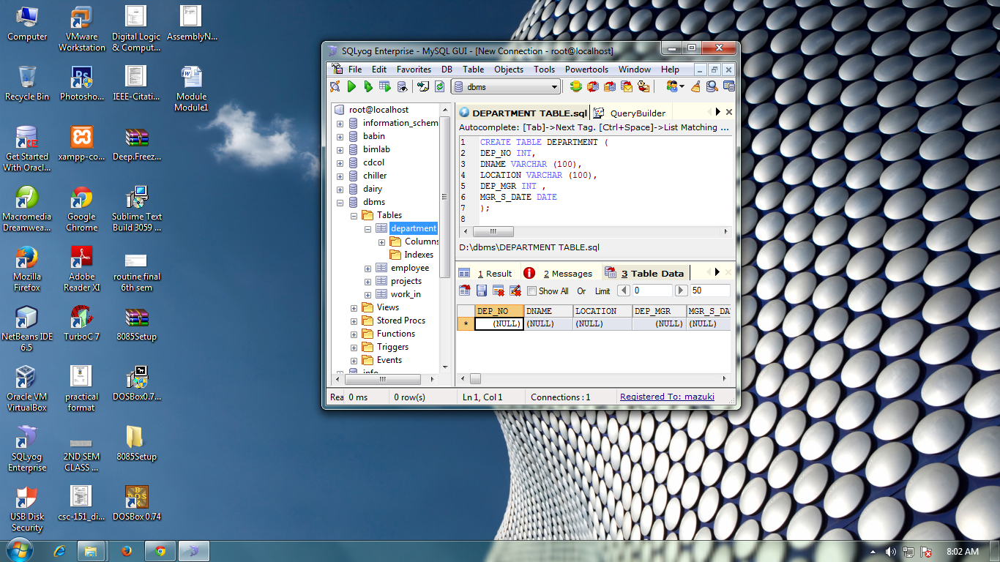 Computer
VMware
Workstation
Digital Logic
& Comput...
AssemblyN...
Recycle Bin
Photosho...
IEEE-Citati...
Module
Module1
Get Started
With Oracl...
xampp-co...
Deep.Freez...
Macromedia
Dreamwea...
Google
Chrome
Sublime Text
Build 3059 ...
Mozilla
Firefox
Adobe
Reader XI
routine final
6th sem
NetBeans IDE
6.5
TurboC 7
8085Setup
Oracle VM
VirtualBox
practical
format
DOSBox0.7...
SQLyog
Enterprise
2ND SEM
CLASS ...
8085Setup
USB Disk
Security
csc-151_di...
DOSBox 0.74
SQLyog Enterprise - MySQL GUI - [New Connection - root@localhost]
File Edit Favorites DB Table Objects Tools Powertools Window Help
dbms
root@localhost
information_schem
babin
bimlab
cdcol
chiller
dairy
dbms
Tables
department
Columns
Indexes
employee
projects
work_in
Views
Stored Procs
Functions
Triggers
Events
DEPARTMENT TABLE.sql QueryBuilder
Autocomplete: [Tab]->Next Tag. [Ctrl+Space]->List Matching ...
1 CREATE TABLE DEPARTMENT (
2 DEP_NO INT,
3 DNAME VARCHAR (100),
4 LOCATION VARCHAR (100),
5 DEP_MGR INT ,
6 MGR_S_DATE DATE
7 );
8
D:\dbms\DEPARTMENT TABLE.sql
1 Result 2 Messages 3 Table Data
Show All Or Limit 0 50
DEP_NO DNAME LOCATION DEP_MGR MGR_S_DA
* (NULL) (NULL) (NULL) (NULL) (NULL)
Rea 0 ms 0 row(s) Ln 1, Col 1 Connections : 1 Registered To: mazuki
8:02 AM